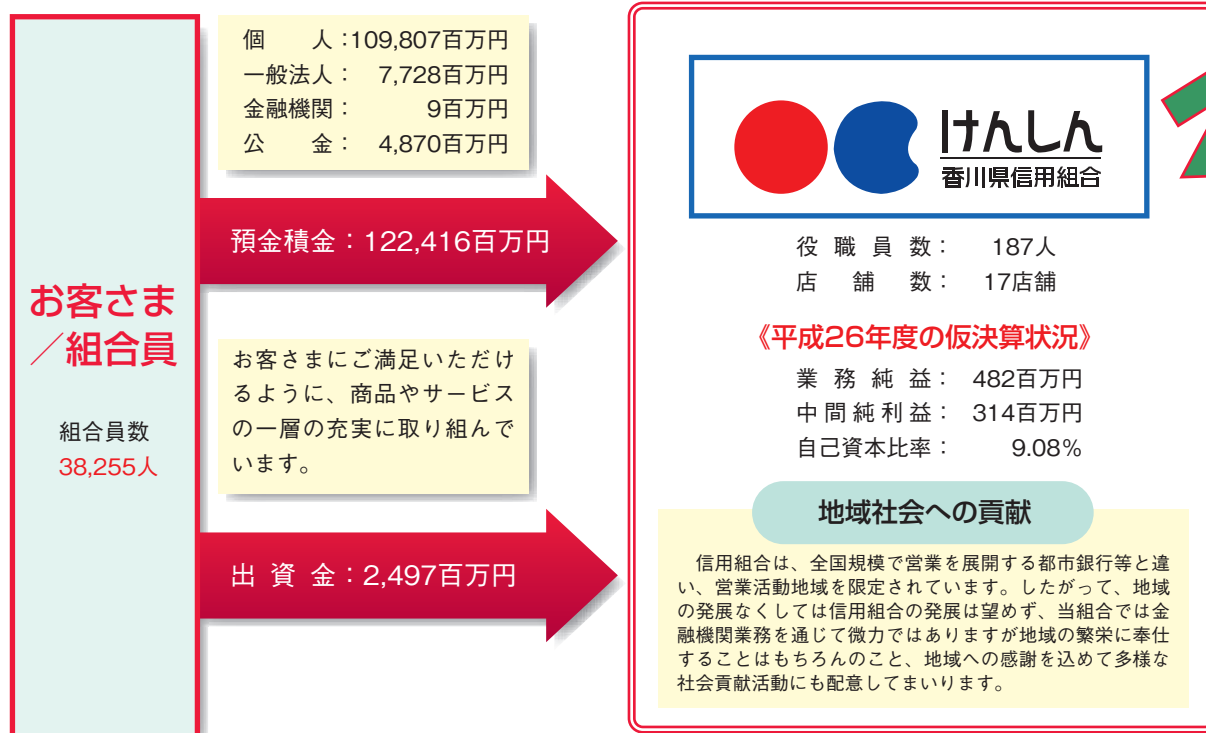 個　　人：109,807百万円
一般法人：　7,728百万円
金融機関：　9百万円
公　　金：　4,870百万円
預金積金：122,416百万円
お客さま
／組合員
組合員数
38,255人
お客さまにご満足いただけ
るように、商品やサービス
の一層の充実に取り組んで
います。
出 資 金：2,497百万円
けんしん
香川県信用組合
役 職 員 数：　187人
店　舗　数：　17店舗
《平成26年度の仮決算状況》
業 務 純 益：　482百万円
中間純利益：　314百万円
自己資本比率：　9.08%
地域社会への貢献
信用組合は、全国規模で営業を展開する都市銀行等と違
い、営業活動地域を限定されています。したがって、地域
の発展なくしては信用組合の発展は望めず、当組合では金
融機関業務を通じて微力ではありますが地域の繁栄に奉仕
することはもちろんのこと、地域への感謝を込めて多様な
社会貢献活動にも配意してまいります。